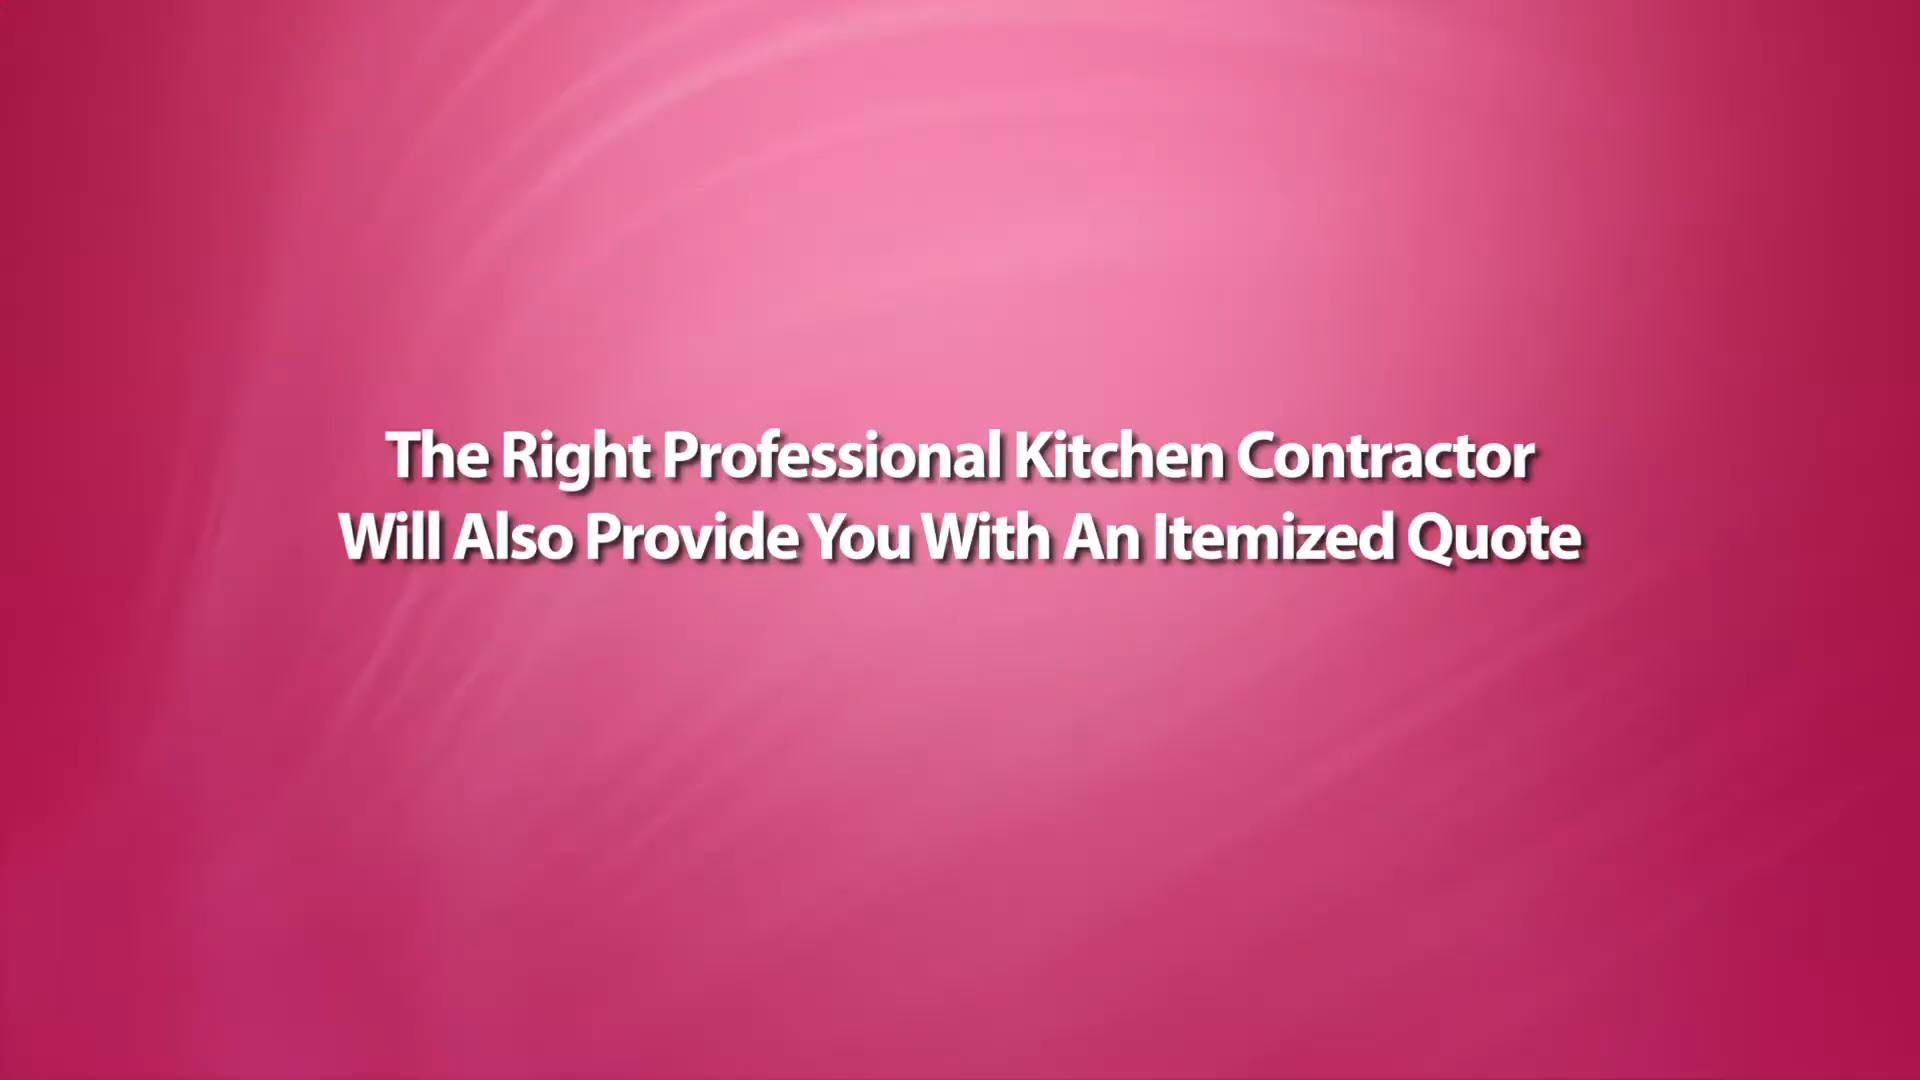 The Right Professional Kitchen Contractor
Will Also Provide You With An Itemized Quote